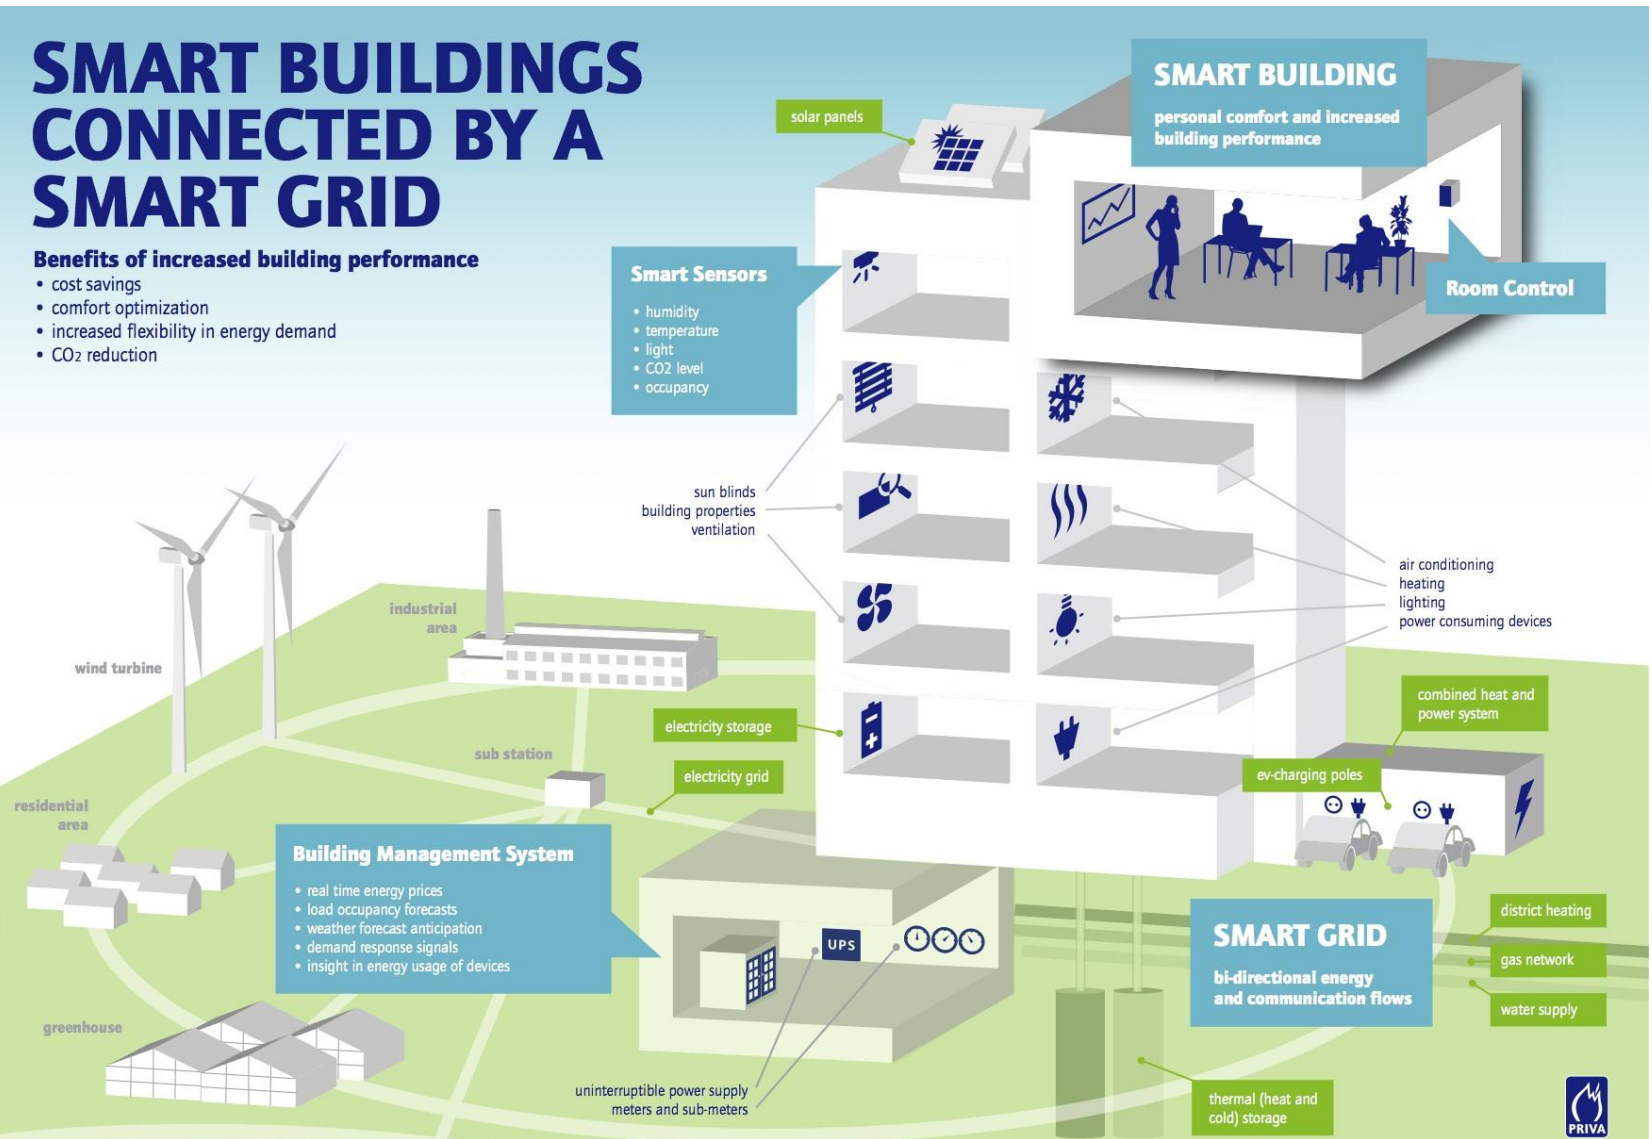 SMART BUILDINGS
CONNECTED BY A
SMART GRID
Benefits of increased building performance
• cost savings
• comfort optimization
• increased flexibility in energy demand
• CO2 reduction
solar panels
SMART BUILDING
personal comfort and increased
building performance
Room Control
Smart Sensors
• humidity
• temperature
• light
• CO2 level
• occupancy
sun blinds
building properties
ventilation
air conditioning
heating
lighting
power consuming devices
industrial
area
wind turbine
sub station
residential
area
greenhouse
electricity storage
electricity grid
combined heat and
power system
ev-charging poles
Building Management System
• real time energy prices
• load occupancy forecasts
• weather forecast anticipation
• demand response signals
• insight in energy usage of devices
UPS
uninterruptible power supply
meters and sub-meters
SMART GRID
bi-directional energy
and communication flows
district heating
gas network
water supply
thermal (heat and
cold) storage
PRIVA